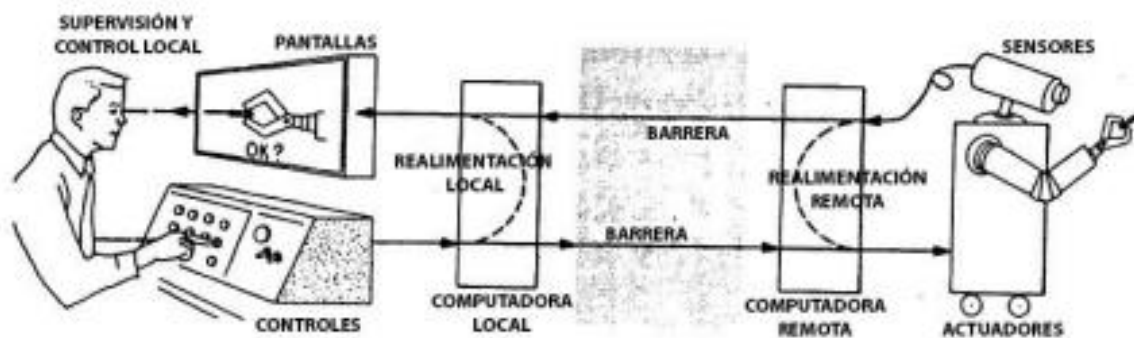 SUPERVISIÓN Y
CONTROL LOCAL
PANTALLAS
SENSORES
OK?
BARRERA
REALIMENTACIÓN
LOCAL
REALIMENTACIÓN
REMOTA
BARRERA
CONTROLES
COMPUTADORA
LOCAL
COMPUTADORA
REMOTA
ACTUADORES